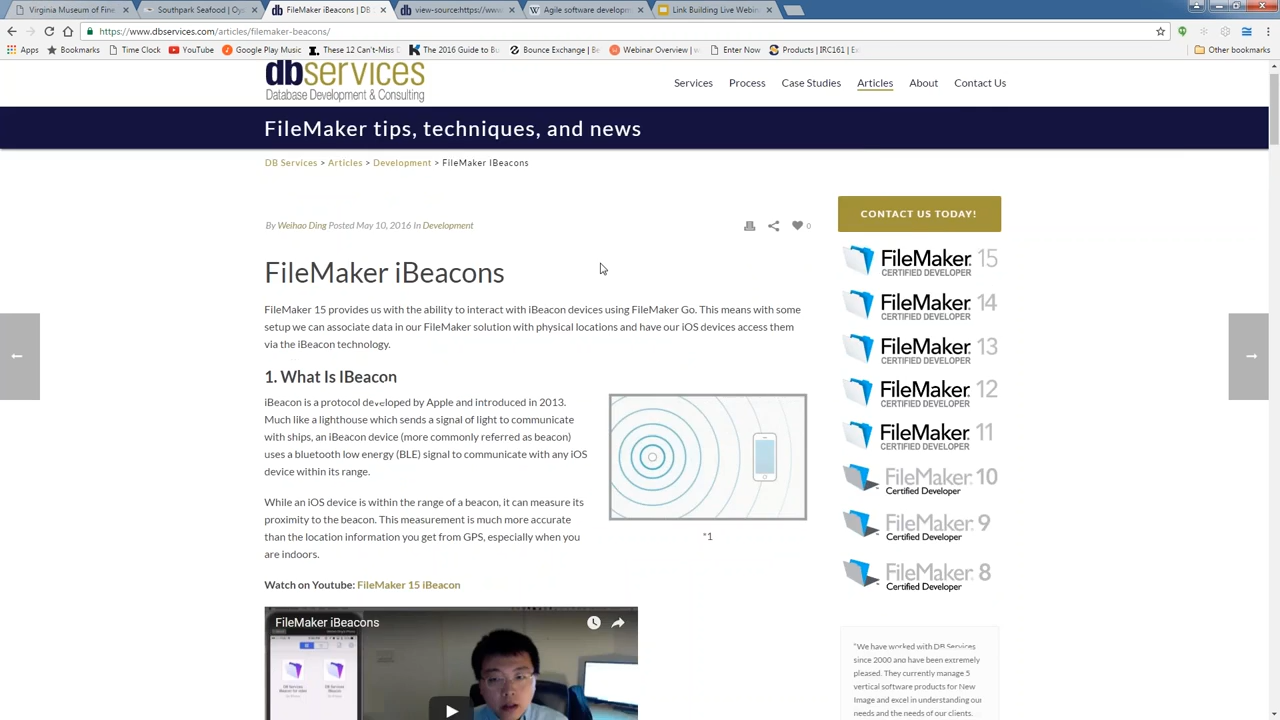 Virginia Museum of Fine
Southpark Seafood | Oys
FileMaker iBeacons | DB
view-source:https://www
Agile software developm
Link Building Live Webin
https://www.dbservices.com/articles/filemaker-beacons/
Apps
Bookmarks
Time Clock
YouTube
Google Play Music
These 12 Can't-Miss
The 2016 Guide to Bu
Bounce Exchange | Be
Webinar Overview | w
Enter Now
Products | IRC161 | Ex
Other bookmarks
dbservices
Database Development & Consulting
Services
Process
Case Studies
Articles
About
Contact Us
FileMaker tips, techniques, and news
DB Services > Articles > Development > FileMaker IBeacons
By Weihao Ding Posted May 10, 2016 In Development
0
CONTACT US TODAY!
FileMaker iBeacons
FileMaker 15 provides us with the ability to interact with iBeacon devices using FileMaker Go. This means with some
setup we can associate data in our FileMaker solution with physical locations and have our iOS devices access them
via the iBeacon technology.
1. What Is IBeacon
iBeacon is a protocol developed by Apple and introduced in 2013.
Much like a lighthouse which sends a signal of light to communicate
with ships, an iBeacon device (more commonly referred as beacon)
uses a bluetooth low energy (BLE) signal to communicate with any iOS
device within its range.
While an iOS device is within the range of a beacon, it can measure its
proximity to the beacon. This measurement is much more accurate
than the location information you get from GPS, especially when you
are indoors.
*1
Watch on Youtube: FileMaker 15 iBeacon
FileMaker iBeacons
FileMaker 15
CERTIFIED DEVELOPER
FileMaker 14
CERTIFIED DEVELOPER
FileMaker 13
CERTIFIED DEVELOPER
FileMaker 12
CERTIFIED DEVELOPER
FileMaker 11
CERTIFIED DEVELOPER
FileMaker 10
Certified Developer
FileMaker 9
Certified Developer
FileMaker 8
Certified Developer
"We have worked with DB Services
since 2000 and have been extremely
pleased. They currently manage 5
vertical software products for New
Image and excel in understanding our
needs and the needs of our clients.